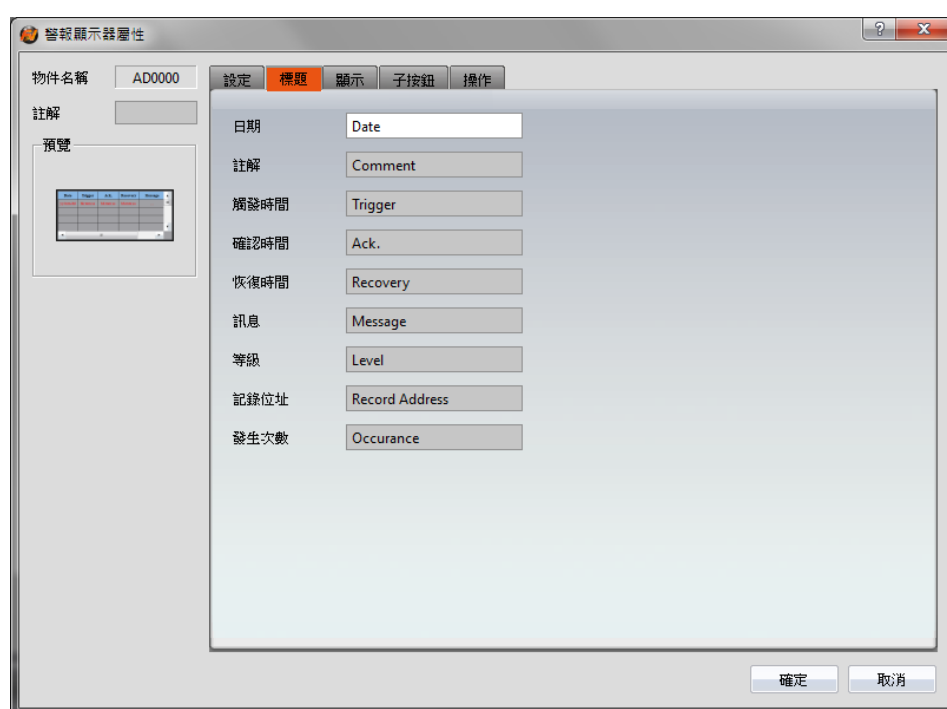 警報顯示器屬性
物件名稱 AD0000
註解
預覽
設定 標題 顯示 子按鈕 操作
日期 Date
註解 Comment
觸發時間 Trigger
確認時間 Ack.
恢復時間 Recovery
訊息 Message
等級 Level
記錄位址 Record Address
發生次數 Occurance
確定 取消